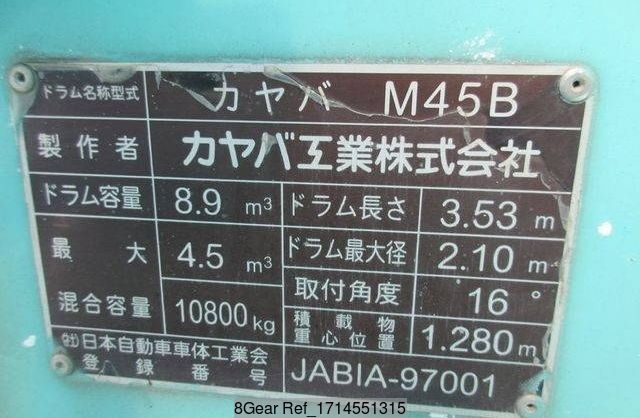 ドラム名称型式 カヤバ M45B
製作者 カヤバ工業株式会社
ドラム容量 8.9 m³ ドラム長さ 3.53 m
最大混合容量 4.5 m³ ドラム最大径 2.10 m
10800kg 取付角度 16°
積載物重心位置 1.280m
㈳日本自動車車体工業会
登録番号 JABIA-97001
8Gear Ref_1714551315